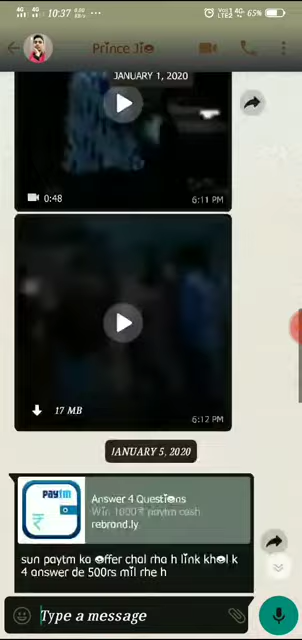 10:37
65%
Prince Jio
JANUARY 1, 2020
0:48
6:11 PM
17 MB
6:12 PM
JANUARY 5, 2020
paytm
Answer 4 Questions
Win 1000₹ paytm cash
rebrand.ly
sun paytm ka offer chal rha h link khol k
4 answer de 500rs mil rhe h
Type a message